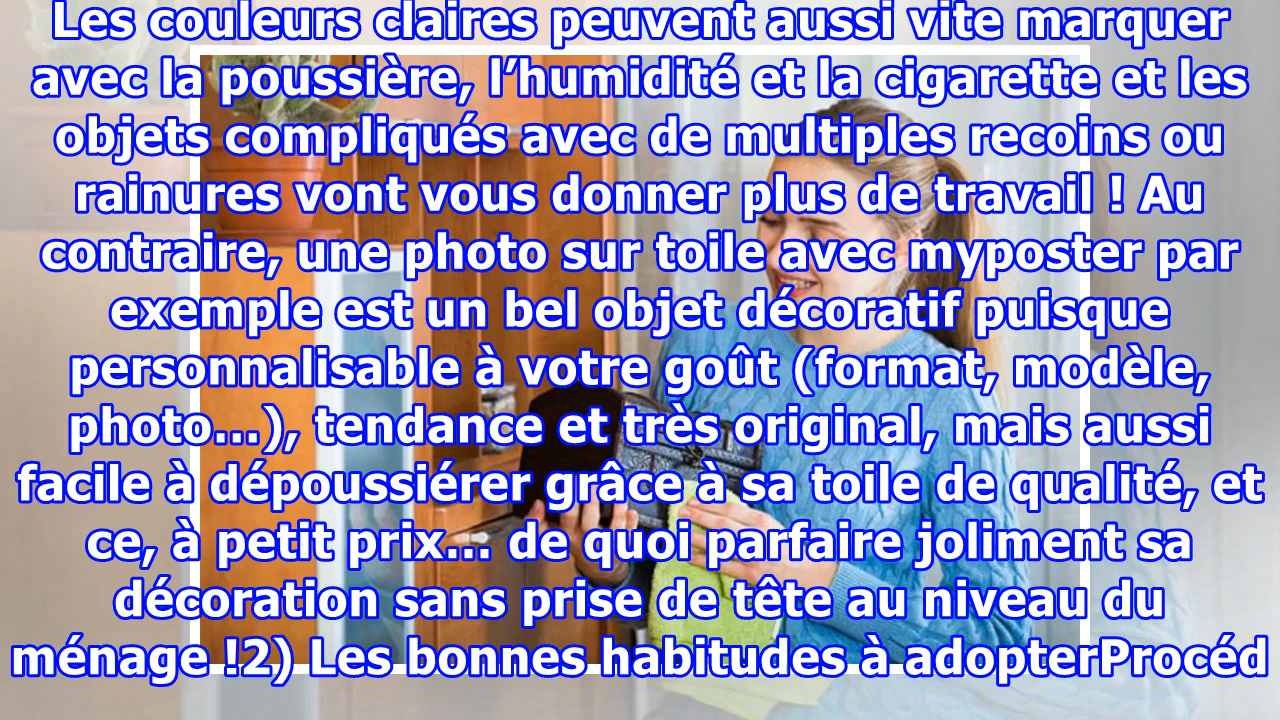 Les couleurs claires peuvent aussi vite marquer
avec la poussière, l’humidité et la cigarette et les
objets compliqués avec de multiples recoins ou
rainures vont vous donner plus de travail ! Au
contraire, une photo sur toile avec myposter par
exemple est un bel objet décoratif puisque
personnalisable à votre goût (format, modèle,
photo...), tendance et très original, mais aussi
facile à dépoussiérer grâce à sa toile de qualité, et
ce, à petit prix... de quoi parfaire joliment sa
décoration sans prise de tête au niveau du
ménage !2) Les bonnes habitudes à adopterProcéd